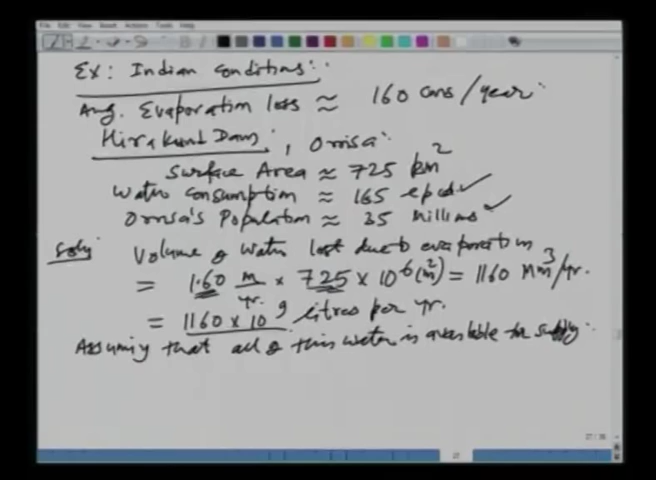 Ex: Indian Conditions:
Avg. Evaporation loss ≈ 160 cms/year
Hirakund Dam, Orrisa
Surface Area ≈ 725 km²
Water Consumption ≈ 165 lpcd ✓
Orrisa's Population ≈ 35 Millions ✓
Soln: Volume of water lost due to evaporation
= 1.60 m/yr. × 725 × 10⁶ (m²) = 1160 Mm³/yr.
= 1160 × 10⁹ litres per yr.
Assuming that all of this water is available for supply: